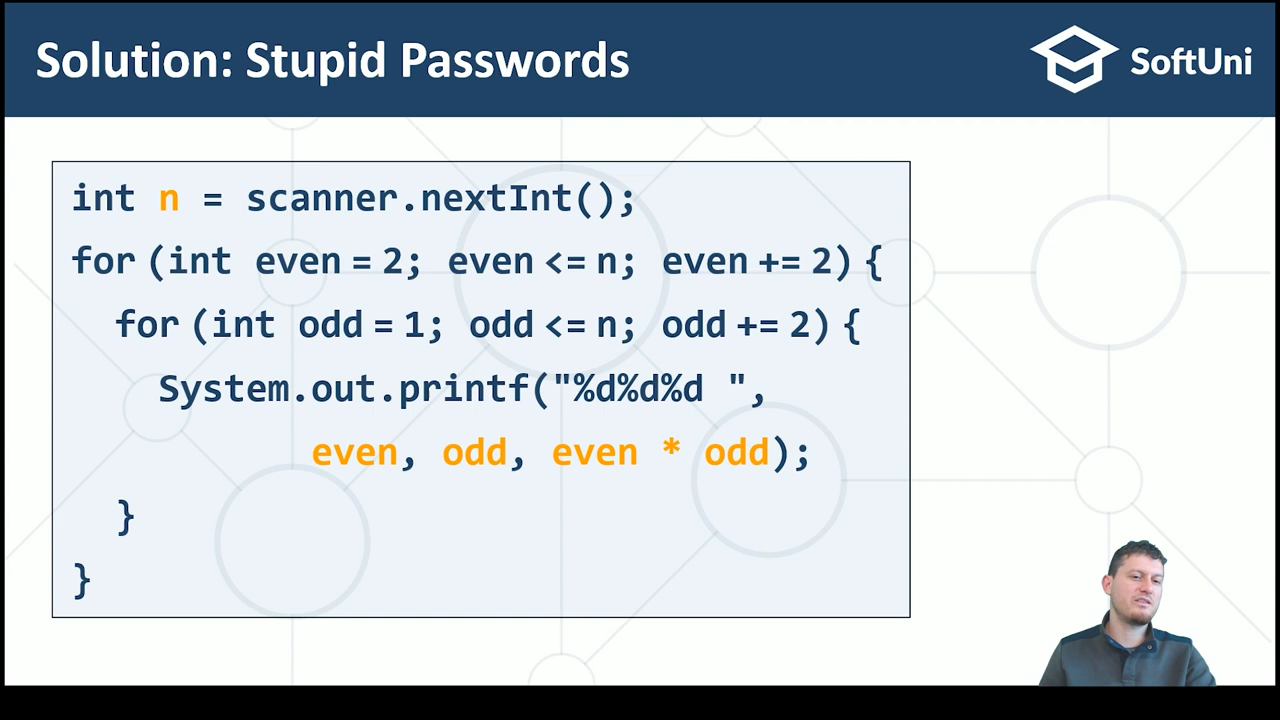 Solution: Stupid Passwords
SoftUni
int n = scanner.nextInt();
for (int even = 2; even <= n; even += 2) {
for (int odd = 1; odd <= n; odd += 2) {
System.out.printf("%d%d%d ",
even, odd, even * odd);
}
}